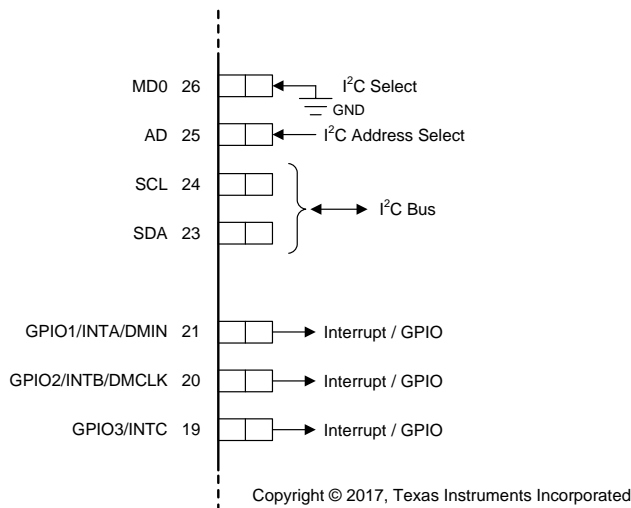 MD0 26 I²C Select
GND
AD 25 I²C Address Select
SCL 24
I²C Bus
SDA 23
GPIO1/INTA/DMIN 21 Interrupt / GPIO
GPIO2/INTB/DMCLK 20 Interrupt / GPIO
GPIO3/INTC 19 Interrupt / GPIO
Copyright © 2017, Texas Instruments Incorporated